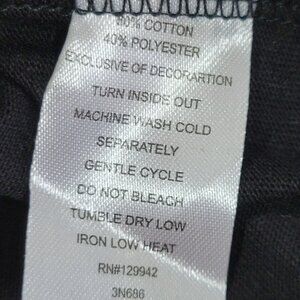 60% COTTON
40% POLYESTER
EXCLUSIVE OF DECORARTION
TURN INSIDE OUT
MACHINE WASH COLD
SEPARATELY
GENTLE CYCLE
DO NOT BLEACH
TUMBLE DRY LOW
IRON LOW HEAT
RN#129942
3N686